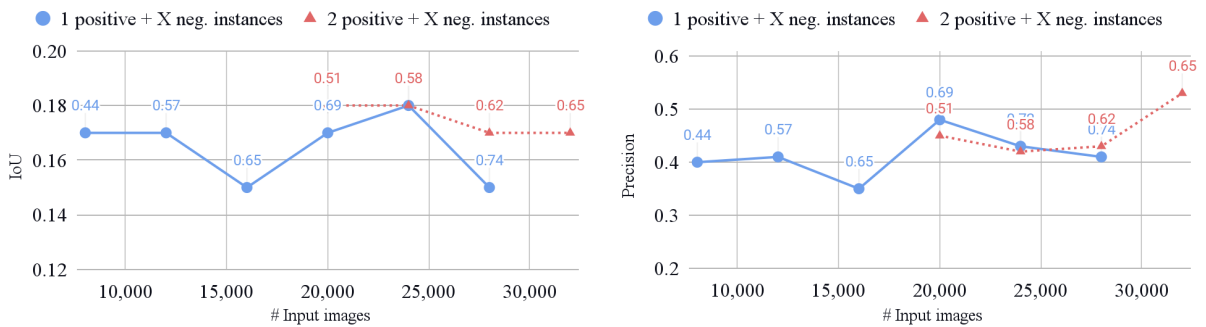 1 positive + X neg. instances 2 positive + X neg. instances
0.20
0.18
0.16
0.14
0.12
IoU
0.51 0.58
0.44 0.57 0.69 0.62 0.65
0.65 0.74
10,000 15,000 20,000 25,000 30,000
# Input images
1 positive + X neg. instances 2 positive + X neg. instances
0.6
0.5
0.4
0.3
0.2
Precision
0.65
0.69
0.51
0.58 0.62
0.44 0.57 0.74
0.65
10,000 15,000 20,000 25,000 30,000
# Input images